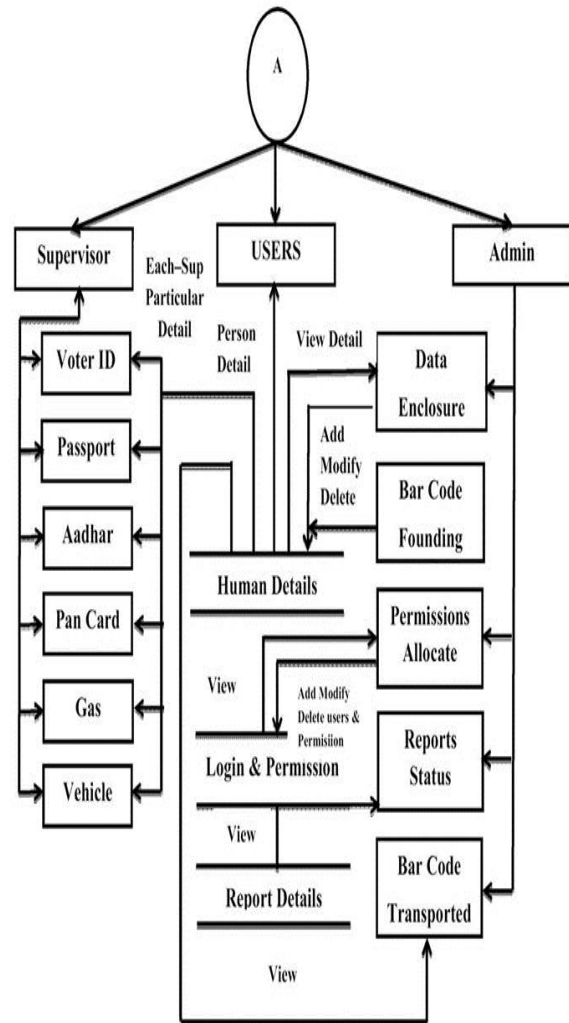 A
Supervisor
USERS
Admin
Each–Sup
Particular
Detail
Person
Detail
View Detail
Voter ID
Data
Enclosure
Add
Modify
Delete
Passport
Bar Code
Founding
Aadhar
Human Details
Pan Card
Permissions
Allocate
View
Add Modify
Delete users &
Permisiion
Gas
Reports
Status
Login & Permission
Vehicle
View
Bar Code
Transported
Report Details
View